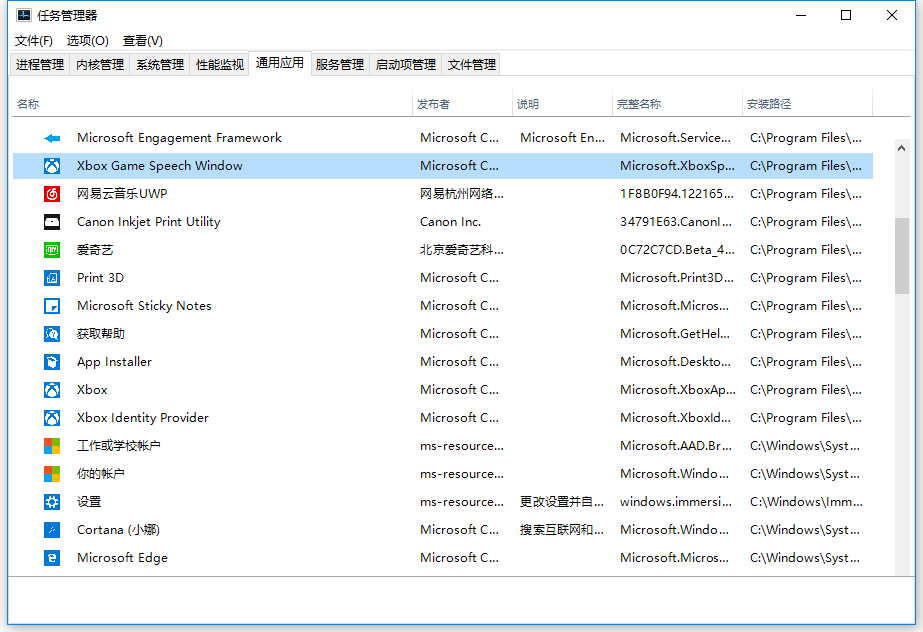 任务管理器
文件(F) 选项(O) 查看(V)
进程管理 内核管理 系统管理 性能监视 通用应用 服务管理 启动项管理 文件管理
名称 发布者 说明 完整名称 安装路径
Microsoft Engagement Framework Microsoft C... Microsoft En... Microsoft.Service... C:\Program Files\...
Xbox Game Speech Window Microsoft C... Microsoft.XboxSp... C:\Program Files\...
网易云音乐UWP 网易杭州网络... 1F8B0F94.122165... C:\Program Files\...
Canon Inkjet Print Utility Canon Inc. 34791E63.CanonI... C:\Program Files\...
爱奇艺 北京爱奇艺科... 0C72C7CD.Beta_4... C:\Program Files\...
Print 3D Microsoft C... Microsoft.Print3D... C:\Program Files\...
Microsoft Sticky Notes Microsoft C... Microsoft.Micros... C:\Program Files\...
获取帮助 Microsoft C... Microsoft.GetHel... C:\Program Files\...
App Installer Microsoft C... Microsoft.Deskto... C:\Program Files\...
Xbox Microsoft C... Microsoft.XboxAp... C:\Program Files\...
Xbox Identity Provider Microsoft C... Microsoft.XboxId... C:\Program Files\...
工作或学校帐户 ms-resource... Microsoft.AAD.Br... C:\Windows\Syst...
你的帐户 ms-resource... Microsoft.Windo... C:\Windows\Syst...
设置 ms-resource... 更改设置并自... windows.immersi... C:\Windows\Imm...
Cortana (小娜) Microsoft C... 搜索互联网和... Microsoft.Windo... C:\Windows\Syst...
Microsoft Edge Microsoft C... Microsoft.Micros... C:\Windows\Syst...